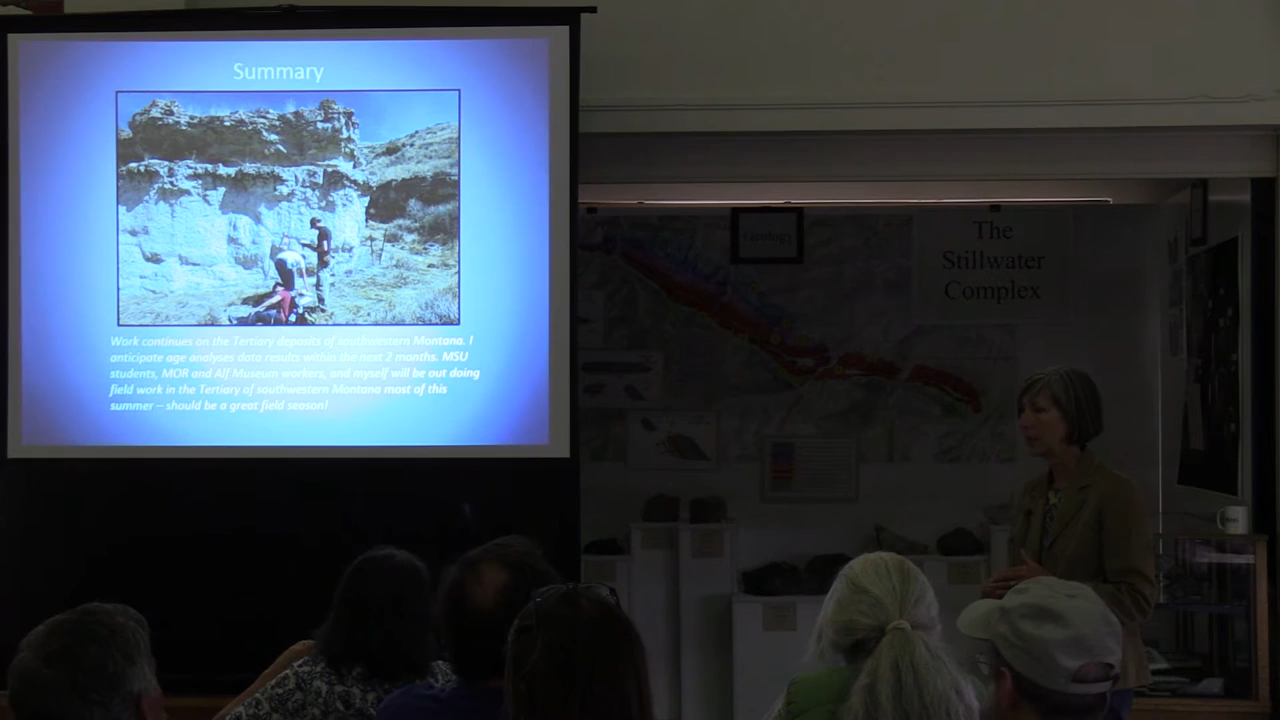 Summary
Work continues on the Tertiary deposits of southwestern Montana. I
anticipate age analyses data results within the next 2 months. MSU
students, MOR and Alf Museum workers, and myself will be out doing
field work in the Tertiary of southwestern Montana most of this
summer – should be a great field season!
Geology
The
Stillwater
Complex